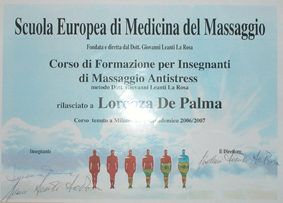 Scuola Europea di Medicina del Massaggio
Fondata e diretta dal Dott. Giovanni Leanti La Rosa
Corso di Formazione per Insegnanti
di Massaggio Antistress
metodo Dott. Giovanni Leanti La Rosa
rilasciato a Lorenza De Palma
Corso tenuto a Milano 2006/2007
Insegnante
Il Direttore